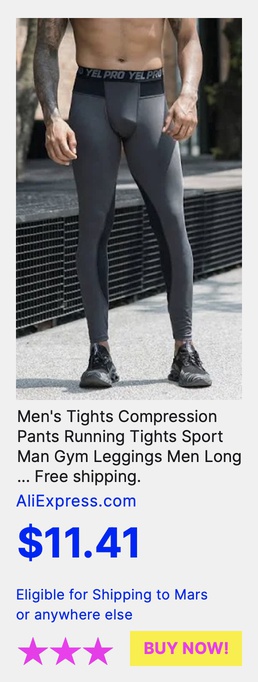 YEL PRO YEL PRO
Men's Tights Compression
Pants Running Tights Sport
Man Gym Leggings Men Long
... Free shipping.
AliExpress.com
$11.41
Eligible for Shipping to Mars
or anywhere else
BUY NOW!